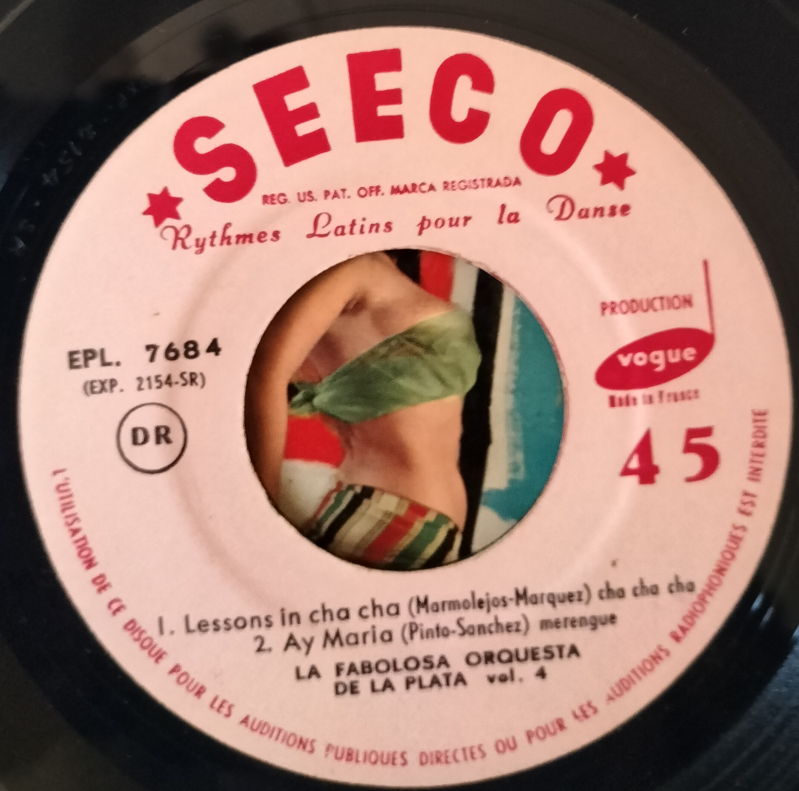 SEECO
REG. US. PAT. OFF. MARCA REGISTRADA
Rythmes Latins pour la Danse
EPL. 7684
(EXP. 2154-SR)
DR
PRODUCTION
vogue
Made in France
45
1. Lessons in cha cha (Marmolejos-Marquez) cha cha cha
2. Ay Maria (Pinto-Sanchez) merengue
LA FABOLOSA ORQUESTA
DE LA PLATA vol. 4
L'UTILISATION DE CE DISQUE POUR LES AUDITIONS PUBLIQUES DIRECTES OU POUR LES AUDITIONS RADIOPHONIQUES EST INTERDITE